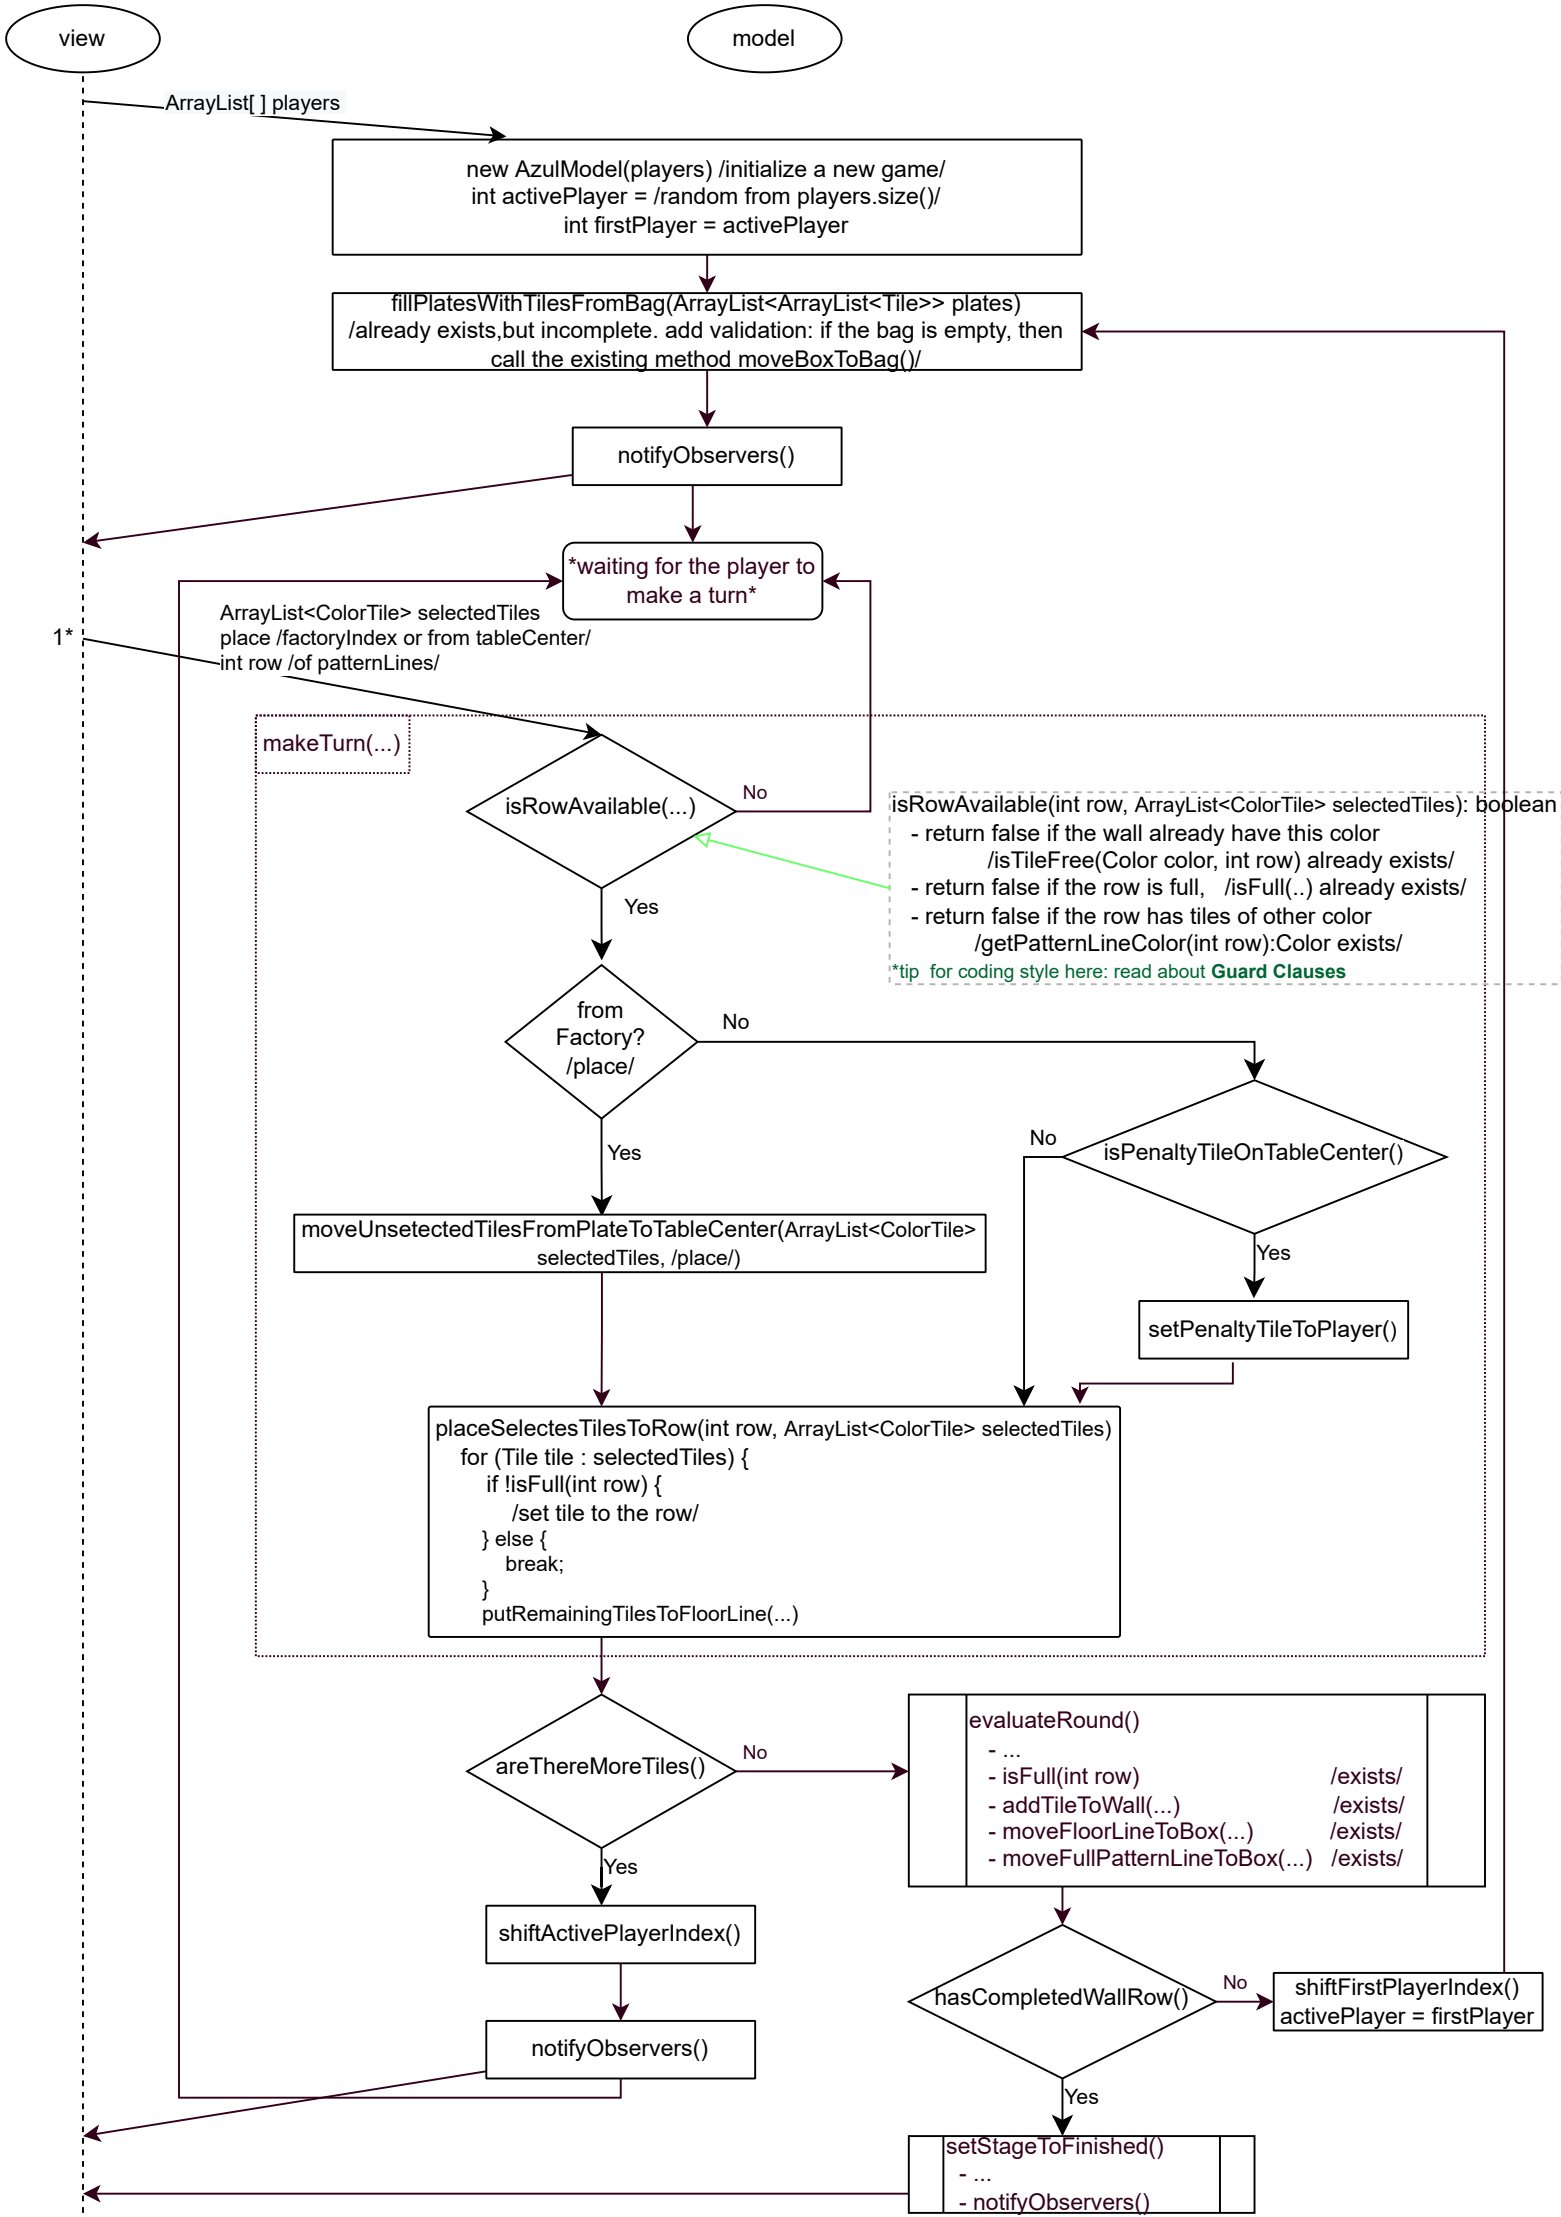 view
model
ArrayList[ ] players
new AzulModel(players) /initialize a new game/
int activePlayer = /random from players.size()/
int firstPlayer = activePlayer
fillPlatesWithTilesFromBag(ArrayList<ArrayList<Tile>> plates)
/already exists,but incomplete. add validation: if the bag is empty, then
call the existing method moveBoxToBag()/
notifyObservers()
*waiting for the player to
make a turn*
ArrayList<ColorTile> selectedTiles
place /factoryIndex or from tableCenter/
int row /of patternLines/
1*
makeTurn(...)
isRowAvailable(...)
No
isRowAvailable(int row, ArrayList<ColorTile> selectedTiles): boolean
- return false if the wall already have this color
/isTileFree(Color color, int row) already exists/
- return false if the row is full, /isFull(..) already exists/
- return false if the row has tiles of other color
/getPatternLineColor(int row):Color exists/
*tip for coding style here: read about Guard Clauses
Yes
from
Factory?
/place/
No
Yes
No
isPenaltyTileOnTableCenter()
Yes
moveUnsetectedTilesFromPlateToTableCenter(ArrayList<ColorTile>
selectedTiles, /place/)
setPenaltyTileToPlayer()
placeSelectesTilesToRow(int row, ArrayList<ColorTile> selectedTiles)
for (Tile tile : selectedTiles) {
if !isFull(int row) {
/set tile to the row/
} else {
break;
}
putRemainingTilesToFloorLine(...)
areThereMoreTiles()
No
evaluateRound()
- ...
- isFull(int row) /exists/
- addTileToWall(...) /exists/
- moveFloorLineToBox(...) /exists/
- moveFullPatternLineToBox(...) /exists/
Yes
shiftActivePlayerIndex()
notifyObservers()
hasCompletedWallRow()
No
shiftFirstPlayerIndex()
activePlayer = firstPlayer
Yes
setStageToFinished()
- ...
- notifyObservers()